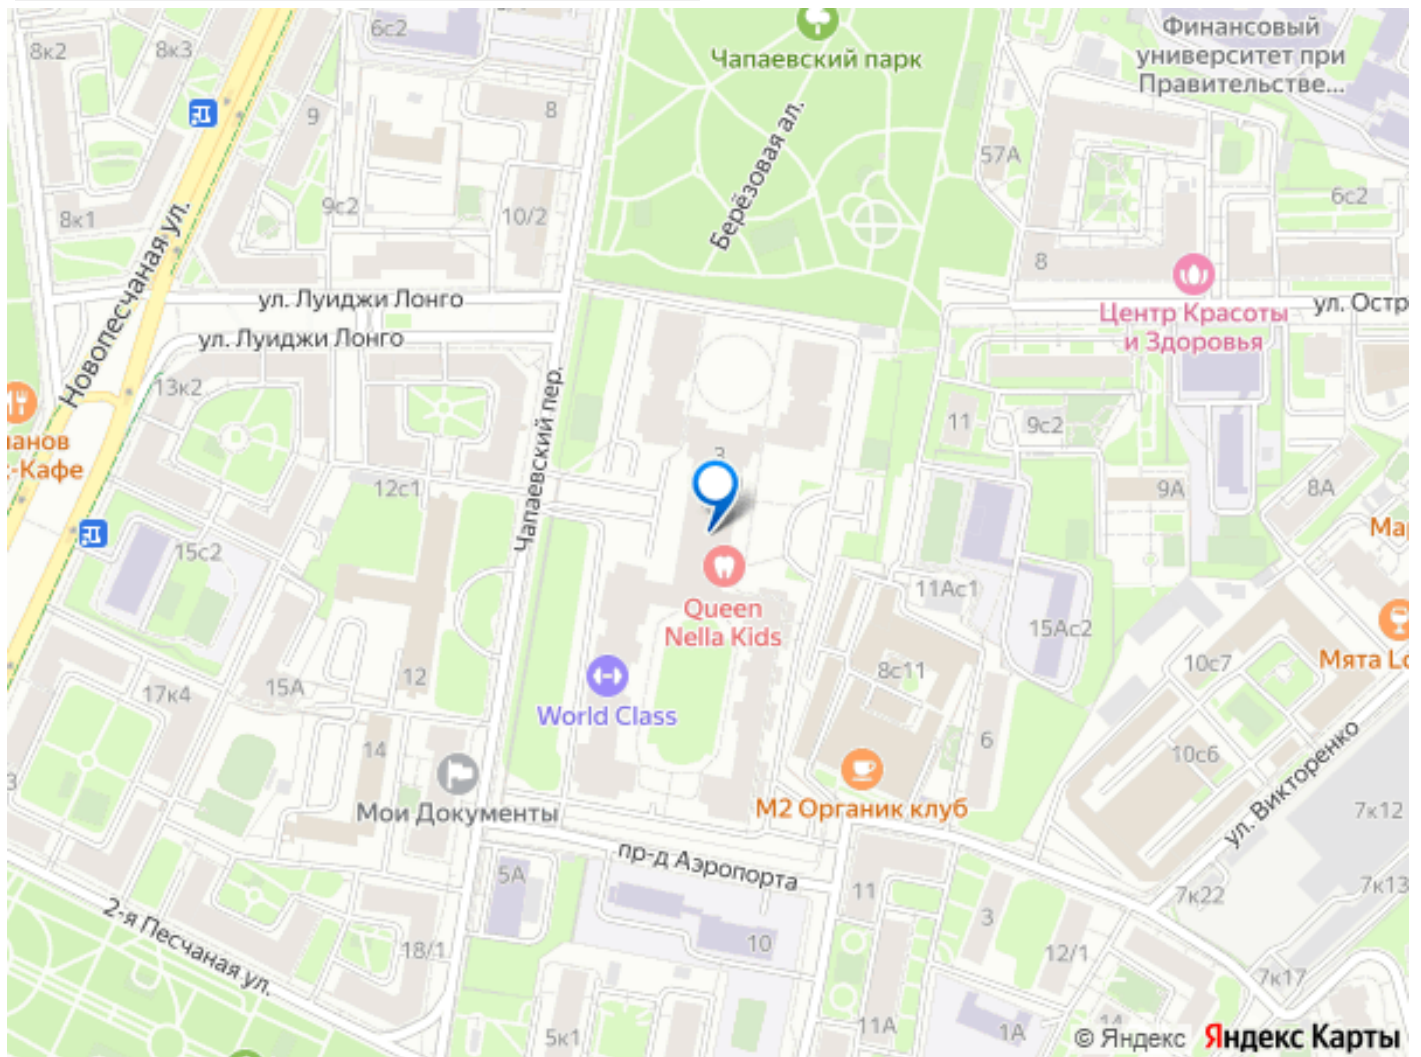 8к2
8к3
6с2
Чапаевский парк
Финансовый
университет при
Правительстве...
9
8
Берёзовая ал.
57А
8к1
9с2
10/2
6с2
Новопесчаная ул.
8
ул. Луиджи Лонго
Центр Красоты
и Здоровья
ул. Остр
ул. Луиджи Лонго
13к2
Чапаевский пер.
11
9с2
анов
-Кафе
3
12с1
9А
8А
Мар
15с2
11Ас1
Queen
Nella Kids
15Ас2
8с11
10с7
Мята Lo
12
15А
17к4
World Class
6
14
10с6
ул. Викторенко
3
Мои Документы
М2 Органик клуб
7к12
пр-д Аэропорта
5А
11
7к22
7к13
2-я Песчаная ул.
18/1
10
3
12/1
7к17
5к1
11А
1А
14
© Яндекс Яндекс Карты